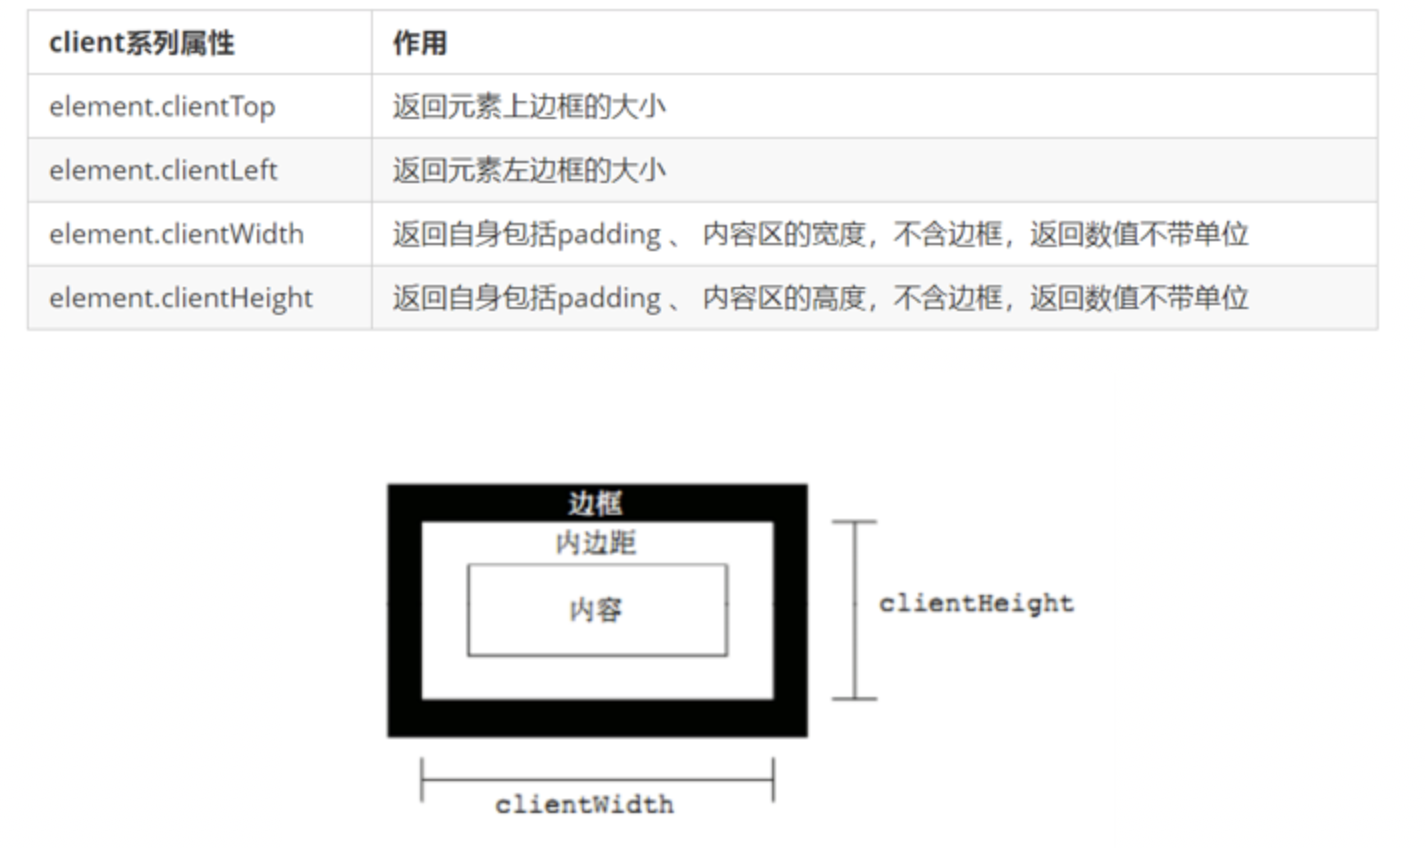 client系列属性 作用
element.clientTop 返回元素上边框的大小
element.clientLeft 返回元素左边框的大小
element.clientWidth 返回自身包括padding 、 内容区的宽度，不含边框，返回数值不带单位
element.clientHeight 返回自身包括padding 、 内容区的高度，不含边框，返回数值不带单位
边框
内边距
内容
clientHeight
clientWidth